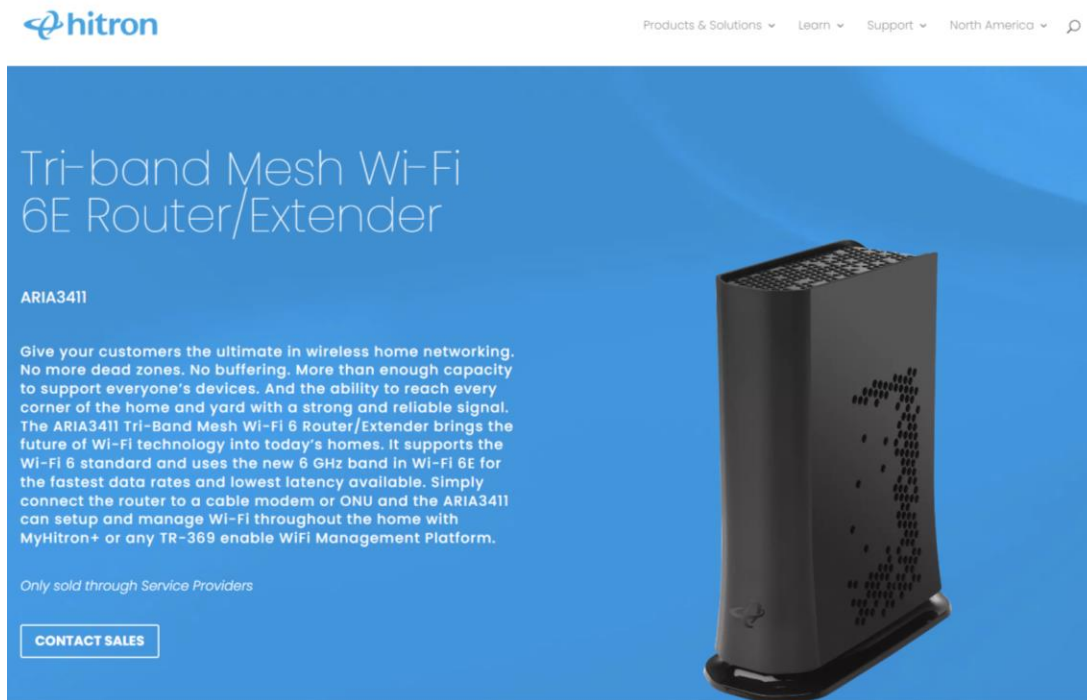 hitron
Products & Solutions
Learn
Support
North America
Tri-band Mesh Wi-Fi
6E Router/Extender
ARIA3411
Give your customers the ultimate in wireless home networking.
No more dead zones. No buffering. More than enough capacity
to support everyone's devices. And the ability to reach every
corner of the home and yard with a strong and reliable signal.
The ARIA3411 Tri-Band Mesh Wi-Fi 6 Router/Extender brings the
future of Wi-Fi technology into today's homes. It supports the
Wi-Fi 6 standard and uses the new 6 GHz band in Wi-Fi 6E for
the fastest data rates and lowest latency available. Simply
connect the router to a cable modem or ONU and the ARIA3411
can setup and manage Wi-Fi throughout the home with
MyHitron+ or any TR-369 enable WiFi Management Platform.
Only sold through Service Providers
CONTACT SALES